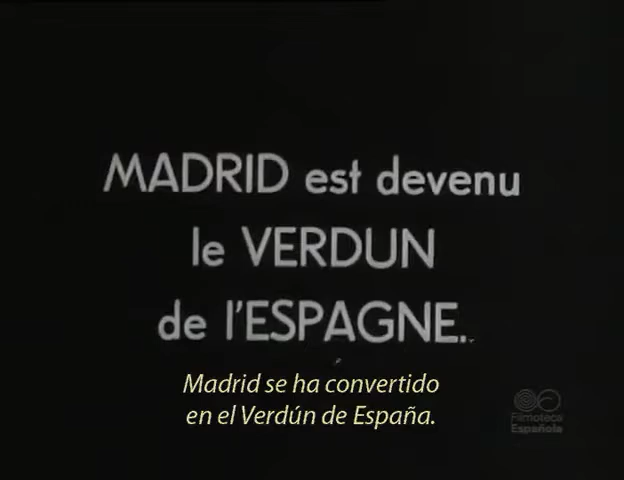 MADRID est devenu
le VERDUN
de l'ESPAGNE.
Madrid se ha convertido
en el Verdún de España.
Filmoteca
Española